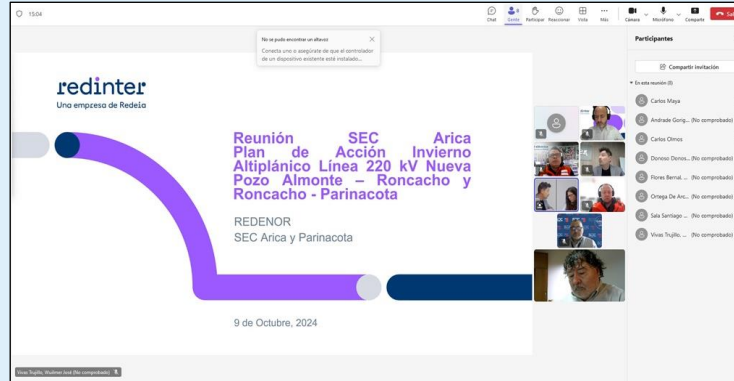 15:04
Chat
Gente
Participar
Reaccionar
Vista
Más
Cámara
Micrófono
Compartir
No se pudo encontrar un altavoz
Conecta uno o asegúrate de que el controlador
de un dispositivo existente esté instalado...
Participantes
Compartir invitación
En esta reunión (8)
Carlos Maya
Andrade Gong... (No comprobado)
Carlos Olmos
Donoso Donos... (No comprobado)
Flores Bernal, ... (No comprobado)
Ortega De Arc... (No comprobado)
Sala Santiago ... (No comprobado)
Vivas Trujillo, ... (No comprobado)
redinter
Una empresa de Redeia
Reunión SEC Arica
Plan de Acción Invierno
Altiplánico Línea 220 kV Nueva
Pozo Almonte – Roncacho y
Roncacho - Parinacota
REDENOR
SEC Arica y Parinacota
9 de Octubre, 2024
Vivas Trujillo, Wadimar José (No comprobado)